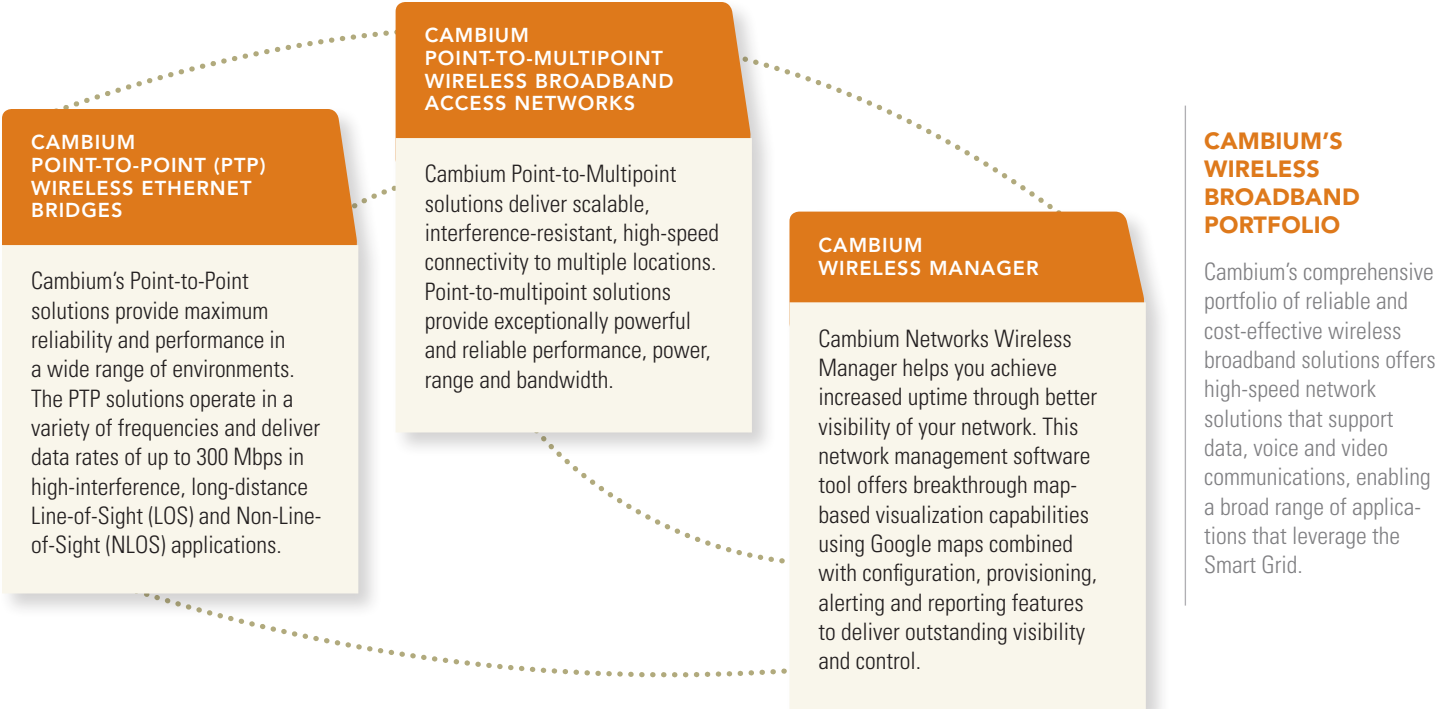 CAMBIUM
POINT-TO-POINT (PTP)
WIRELESS ETHERNET
BRIDGES
Cambium's Point-to-Point
solutions provide maximum
reliability and performance in
a wide range of environments.
The PTP solutions operate in a
variety of frequencies and deliver
data rates of up to 300 Mbps in
high-interference, long-distance
Line-of-Sight (LOS) and Non-Line-
of-Sight (NLOS) applications.
CAMBIUM
POINT-TO-MULTIPOINT
WIRELESS BROADBAND
ACCESS NETWORKS
Cambium Point-to-Multipoint
solutions deliver scalable,
interference-resistant, high-speed
connectivity to multiple locations.
Point-to-multipoint solutions
provide exceptionally powerful
and reliable performance, power,
range and bandwidth.
CAMBIUM
WIRELESS MANAGER
Cambium Networks Wireless
Manager helps you achieve
increased uptime through better
visibility of your network. This
network management software
tool offers breakthrough map-
based visualization capabilities
using Google maps combined
with configuration, provisioning,
alerting and reporting features
to deliver outstanding visibility
and control.
CAMBIUM'S
WIRELESS
BROADBAND
PORTFOLIO
Cambium's comprehensive
portfolio of reliable and
cost-effective wireless
broadband solutions offers
high-speed network
solutions that support
data, voice and video
communications, enabling
a broad range of applica-
tions that leverage the
Smart Grid.